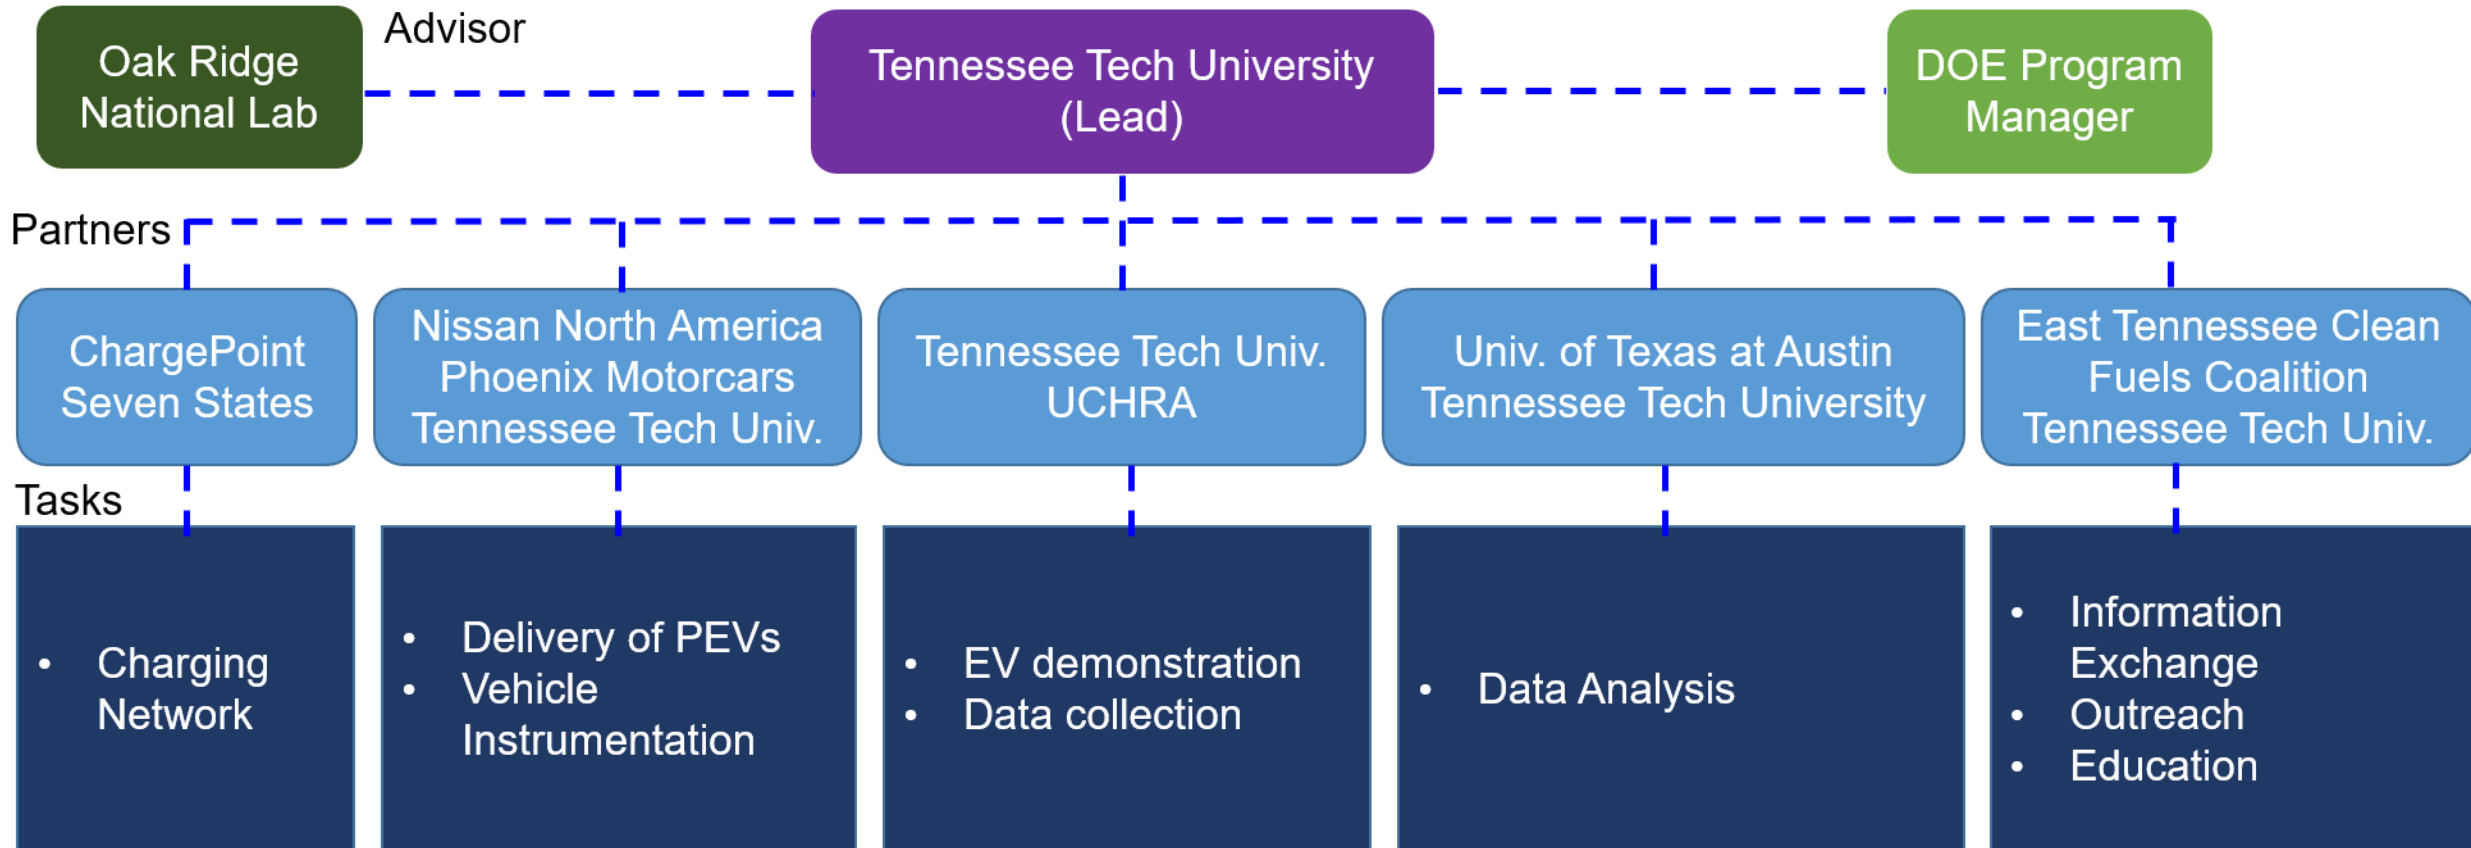 Oak Ridge
National Lab
Advisor
Tennessee Tech University
(Lead)
DOE Program
Manager
Partners
ChargePoint
Seven States
Nissan North America
Phoenix Motorcars
Tennessee Tech Univ.
Tennessee Tech Univ.
UCHRA
Univ. of Texas at Austin
Tennessee Tech University
East Tennessee Clean
Fuels Coalition
Tennessee Tech Univ.
Tasks
• Charging
Network
• Delivery of PEVs
• Vehicle
Instrumentation
• EV demonstration
• Data collection
• Data Analysis
• Information
Exchange
• Outreach
• Education